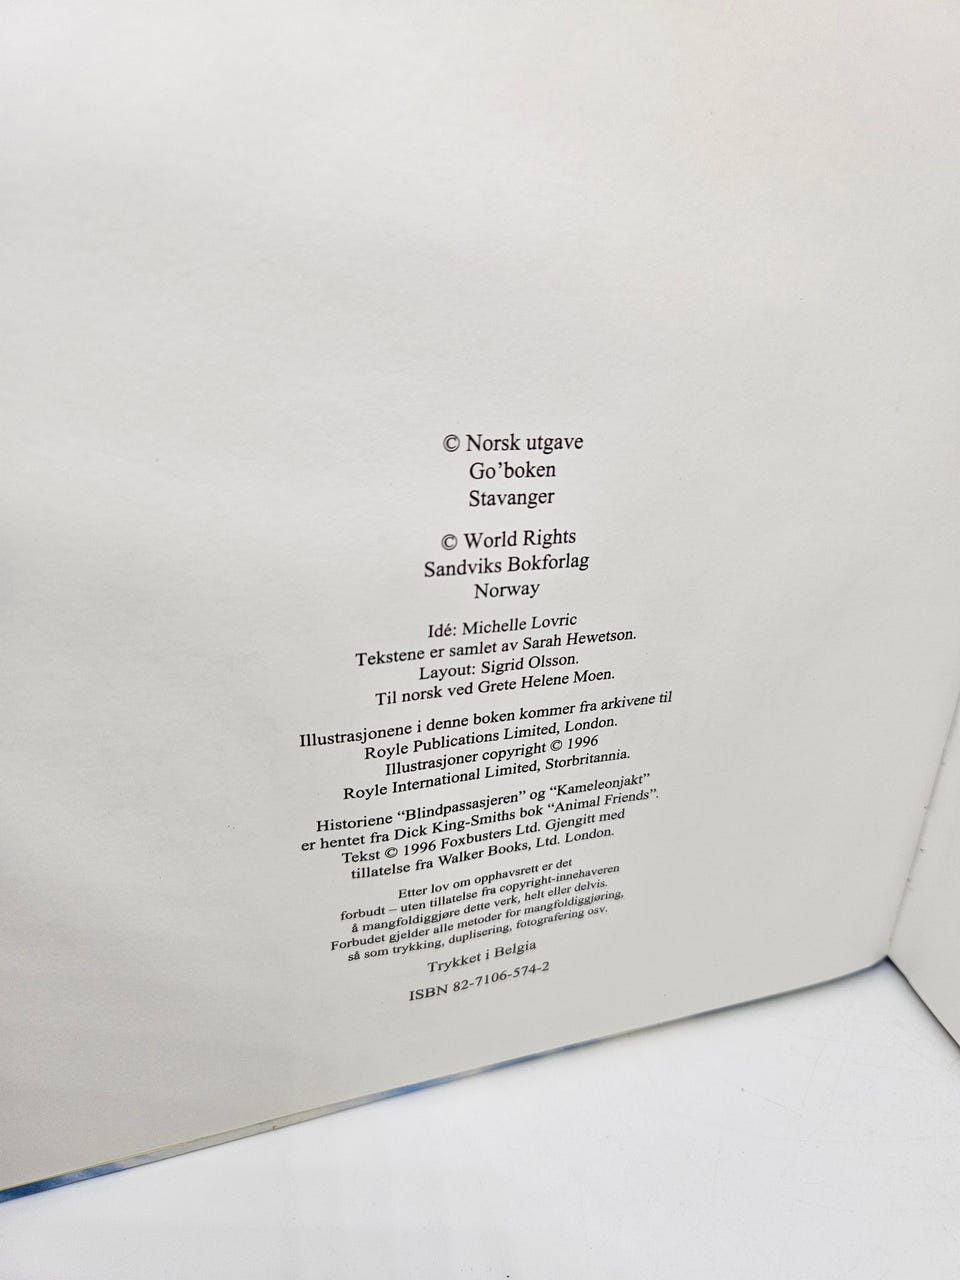 © Norsk utgave
Go’boken
Stavanger
© World Rights
Sandviks Bokforlag
Norway
Idé: Michelle Lovric
Tekstene er samlet av Sarah Hewetson.
Layout: Sigrid Olsson.
Til norsk ved Grete Helene Moen.
Illustrasjonene i denne boken kommer fra arkivene til
Royle Publications Limited, London.
Illustrasjoner copyright © 1996
Royle International Limited, Storbritannia.
Historiene “Blindpassasjeren” og “Kameleonjakt”
er hentet fra Dick King-Smiths bok “Animal Friends”.
Tekst © 1996 Foxbusters Ltd. Gjengitt med
tillatelse fra Walker Books, Ltd. London.
Etter lov om opphavsrett er det
forbudt – uten tillatelse fra copyright-innehaveren
å mangfoldiggjøre dette verk, helt eller delvis.
Forbudet gjelder alle metoder for mangfoldiggjøring,
så som trykking, duplisering, fotografering osv.
Trykket i Belgia
ISBN 82-7106-574-2